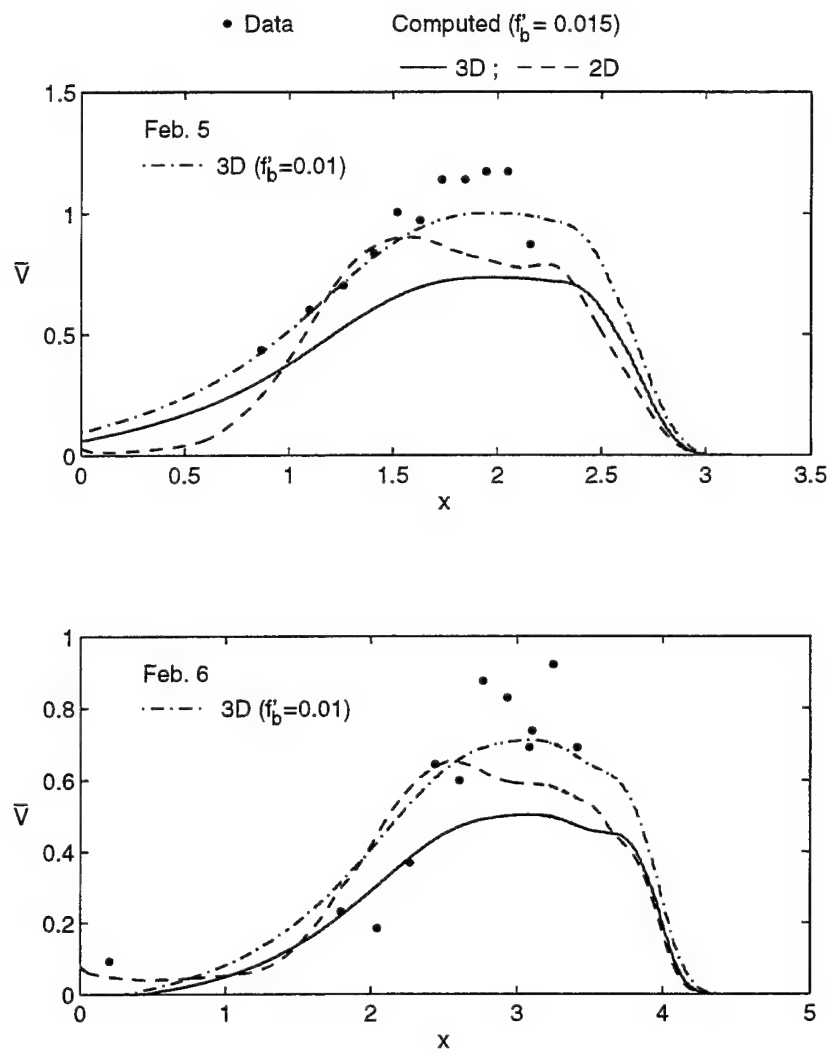 • Data Computed (f'b = 0.015)
3D ; 2D
1.5
Feb. 5
3D (f'b=0.01)
1
V̅
0.5
0
0 0.5 1 1.5 2 2.5 3 3.5
x
1
Feb. 6
0.8
3D (f'b=0.01)
0.6
V̅
0.4
0.2
0
0 1 2 3 4 5
x